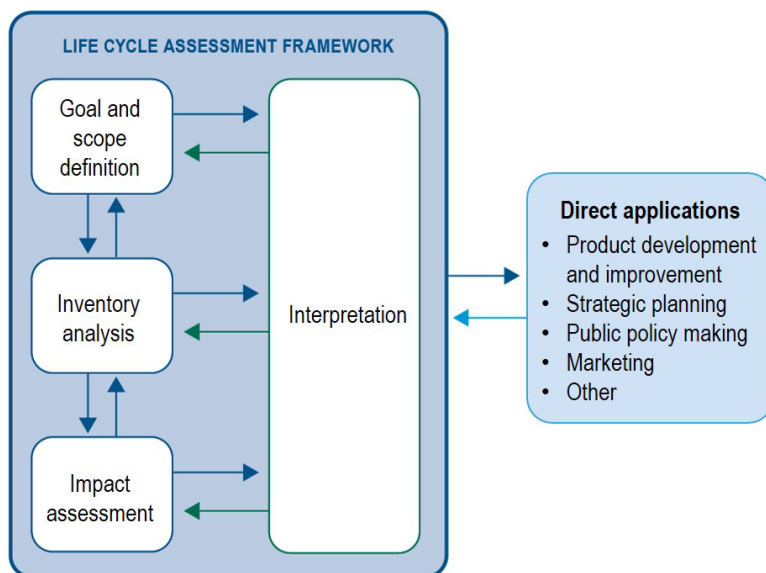 LIFE CYCLE ASSESSMENT FRAMEWORK
Goal and
scope
definition
Inventory
analysis
Impact
assessment
Interpretation
Direct applications
• Product development
and improvement
• Strategic planning
• Public policy making
• Marketing
• Other